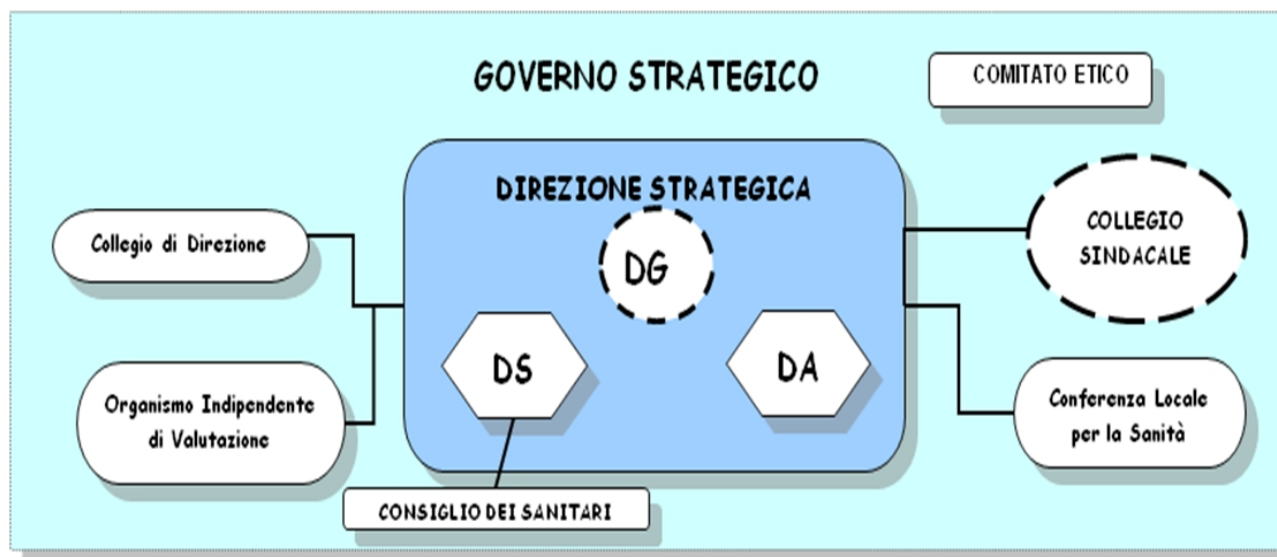 GOVERNO STRATEGICO
COMITATO ETICO
DIREZIONE STRATEGICA
DG
DS
DA
Collegio di Direzione
Organismo Indipendente
di Valutazione
COLLEGIO
SINDACALE
Conferenza Locale
per la Sanità
CONSIGLIO DEI SANITARI